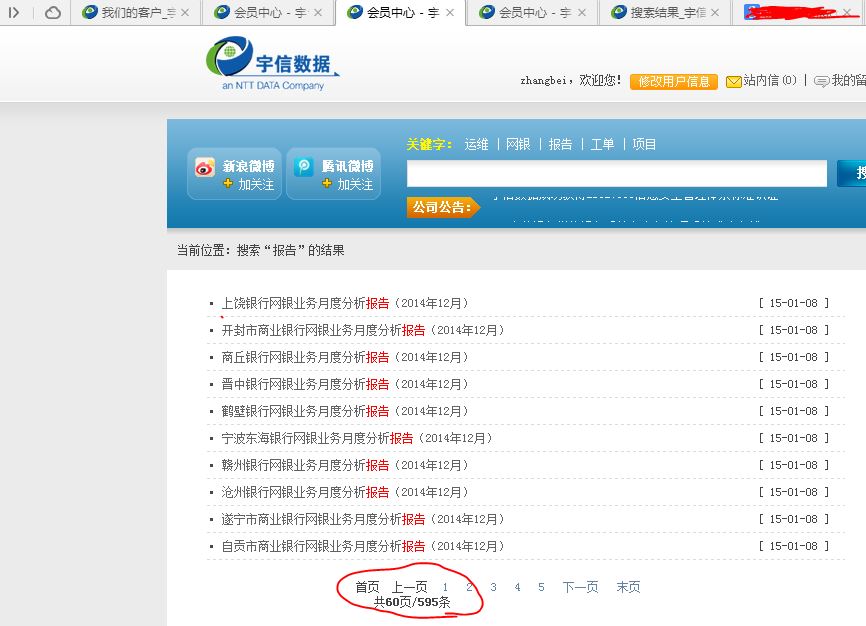 我们的客户_宇
会员中心 - 宇
会员中心 - 宇
会员中心 - 宇
搜索结果_宇信
宇信数据
an NTT DATA Company
zhangbei，欢迎您！ 修改用户信息 站内信(0) | 我的留
新浪微博
加关注
腾讯微博
加关注
关键字： 运维 | 网银 | 报告 | 工单 | 项目
搜
公司公告：
当前位置：搜索“报告”的结果
上饶银行网银业务月度分析报告（2014年12月） [ 15-01-08 ]
开封市商业银行网银业务月度分析报告（2014年12月） [ 15-01-08 ]
商丘银行网银业务月度分析报告（2014年12月） [ 15-01-08 ]
晋中银行网银业务月度分析报告（2014年12月） [ 15-01-08 ]
鹤壁银行网银业务月度分析报告（2014年12月） [ 15-01-08 ]
宁波东海银行网银业务月度分析报告（2014年12月） [ 15-01-08 ]
赣州银行网银业务月度分析报告（2014年12月） [ 15-01-08 ]
沧州银行网银业务月度分析报告（2014年12月） [ 15-01-08 ]
遂宁市商业银行网银业务月度分析报告（2014年12月） [ 15-01-08 ]
自贡市商业银行网银业务月度分析报告（2014年12月） [ 15-01-08 ]
首页 上一页 1 2 3 4 5 下一页 末页
共60页/595条